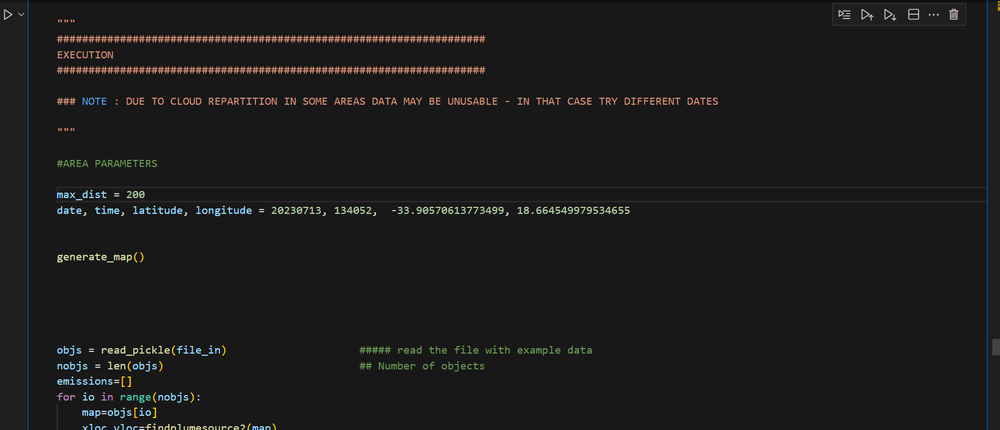 """
####################################################################
EXECUTION
####################################################################
### NOTE : DUE TO CLOUD REPARTITION IN SOME AREAS DATA MAY BE UNUSABLE - IN THAT CASE TRY DIFFERENT DATES
"""
#AREA PARAMETERS
max_dist = 200
date, time, latitude, longitude = 20230713, 134052,  -33.90570613773499, 18.664549979534655
generate_map()
objs = read_pickle(file_in)                     ##### read the file with example data
nobjs = len(objs)                               ## Number of objects
emissions=[]
for io in range(nobjs):
    map=objs[io]
    xloc,yloc=findplumesource2(map)